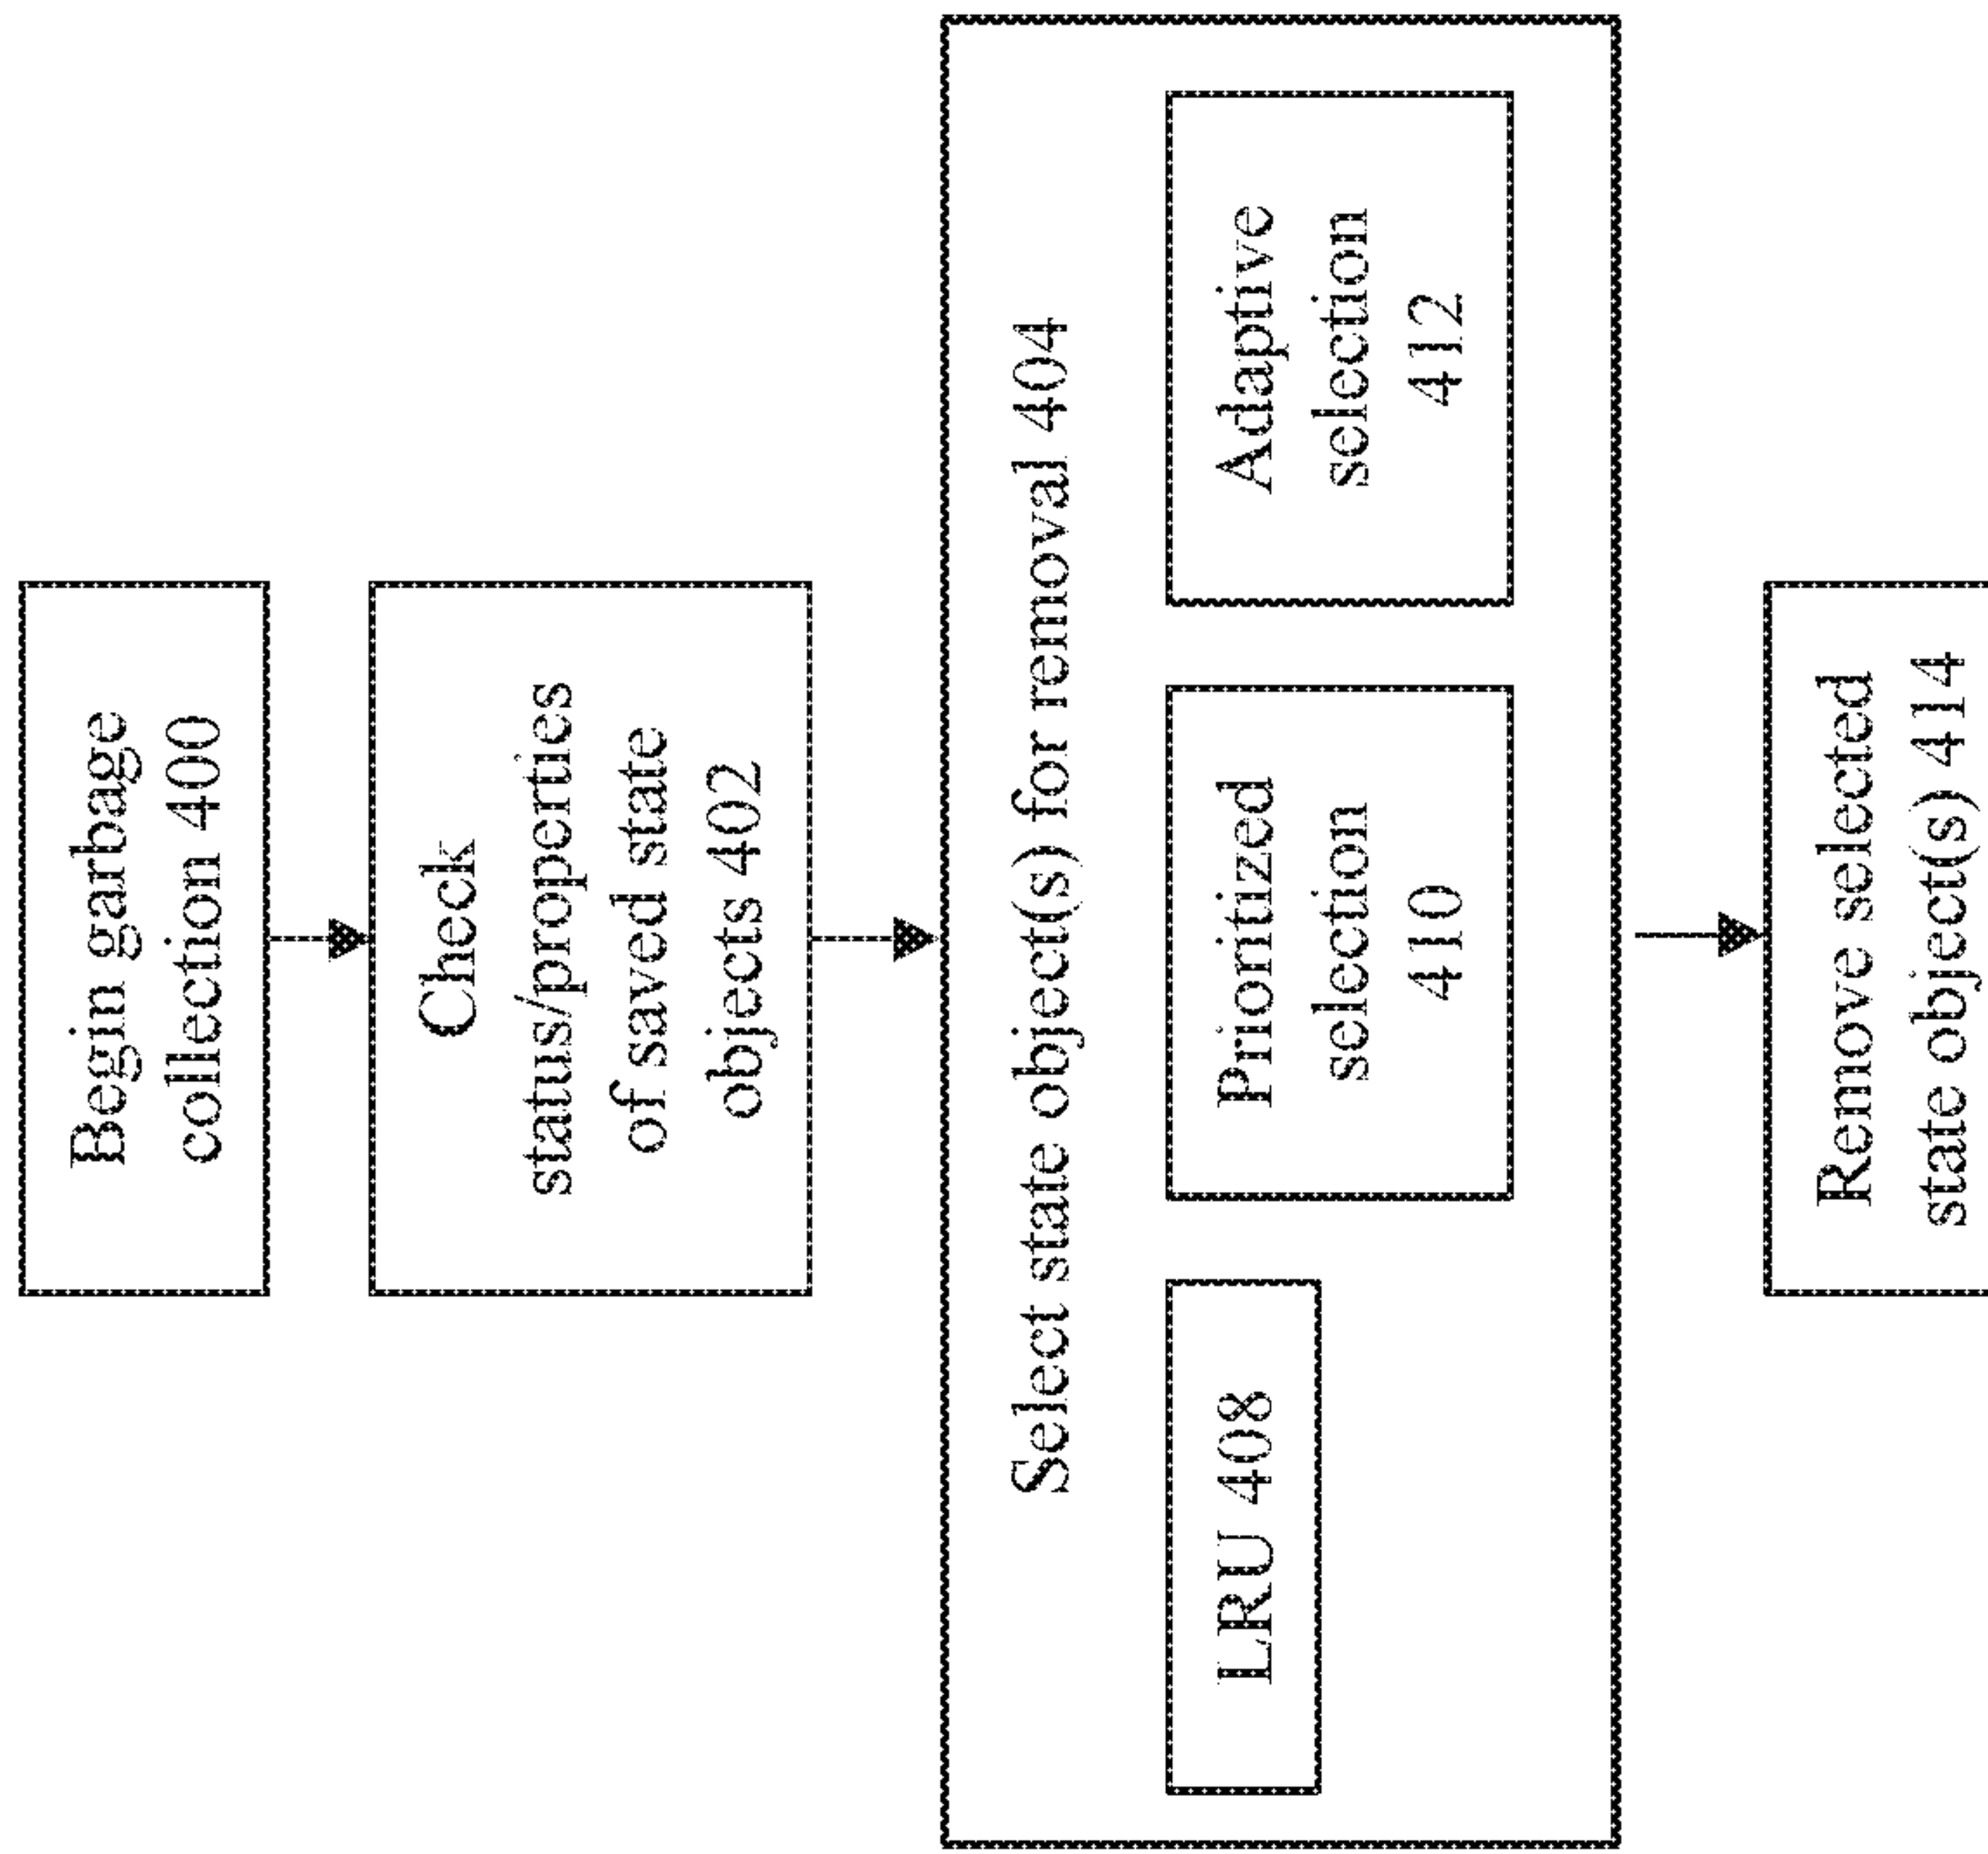 Begin garbage
collection 400
Check
status/properties
of saved state
objects 402
Select state object(s) for removal 404
LRU 408
Prioritized
selection
410
Adaptive
selection
412
Remove selected
state object(s) 414